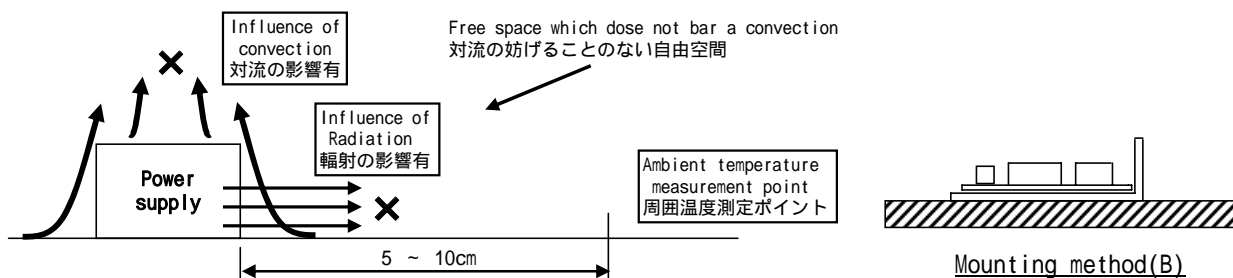 Influence of
convection
対流の影響有
Free space which dose not bar a convection
対流の妨げることのない自由空間
Influence of
Radiation
輻射の影響有
Power
supply
Ambient temperature
measurement point
周囲温度測定ポイント
5 ~ 10cm
Mounting method(B)